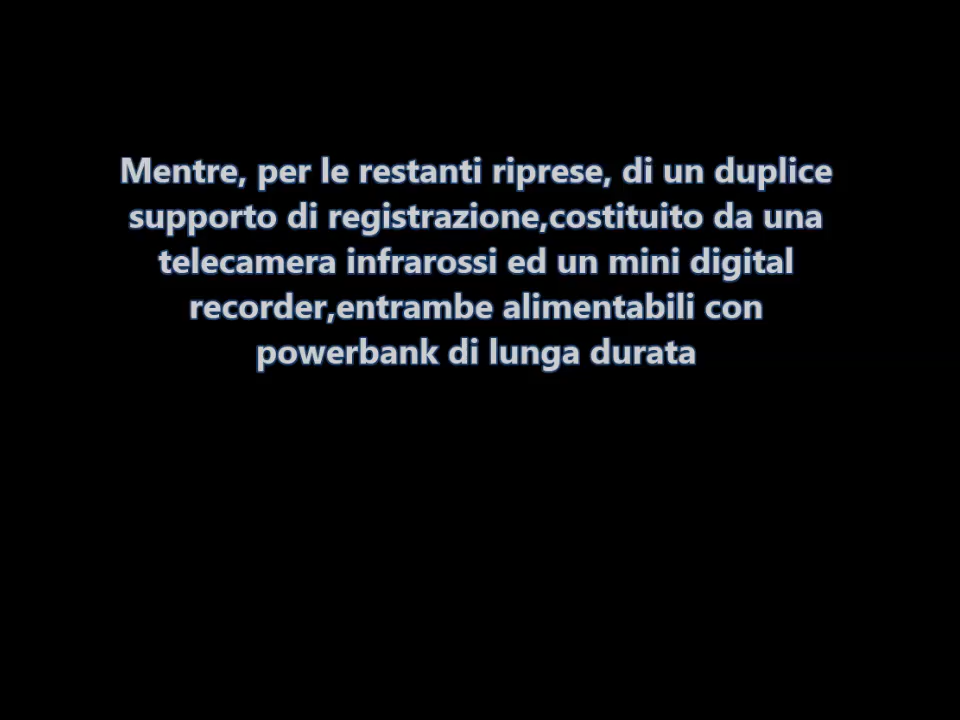 Mentre, per le restanti riprese, di un duplice
supporto di registrazione,costituito da una
telecamera infrarossi ed un mini digital
recorder,entrambe alimentabili con
powerbank di lunga durata